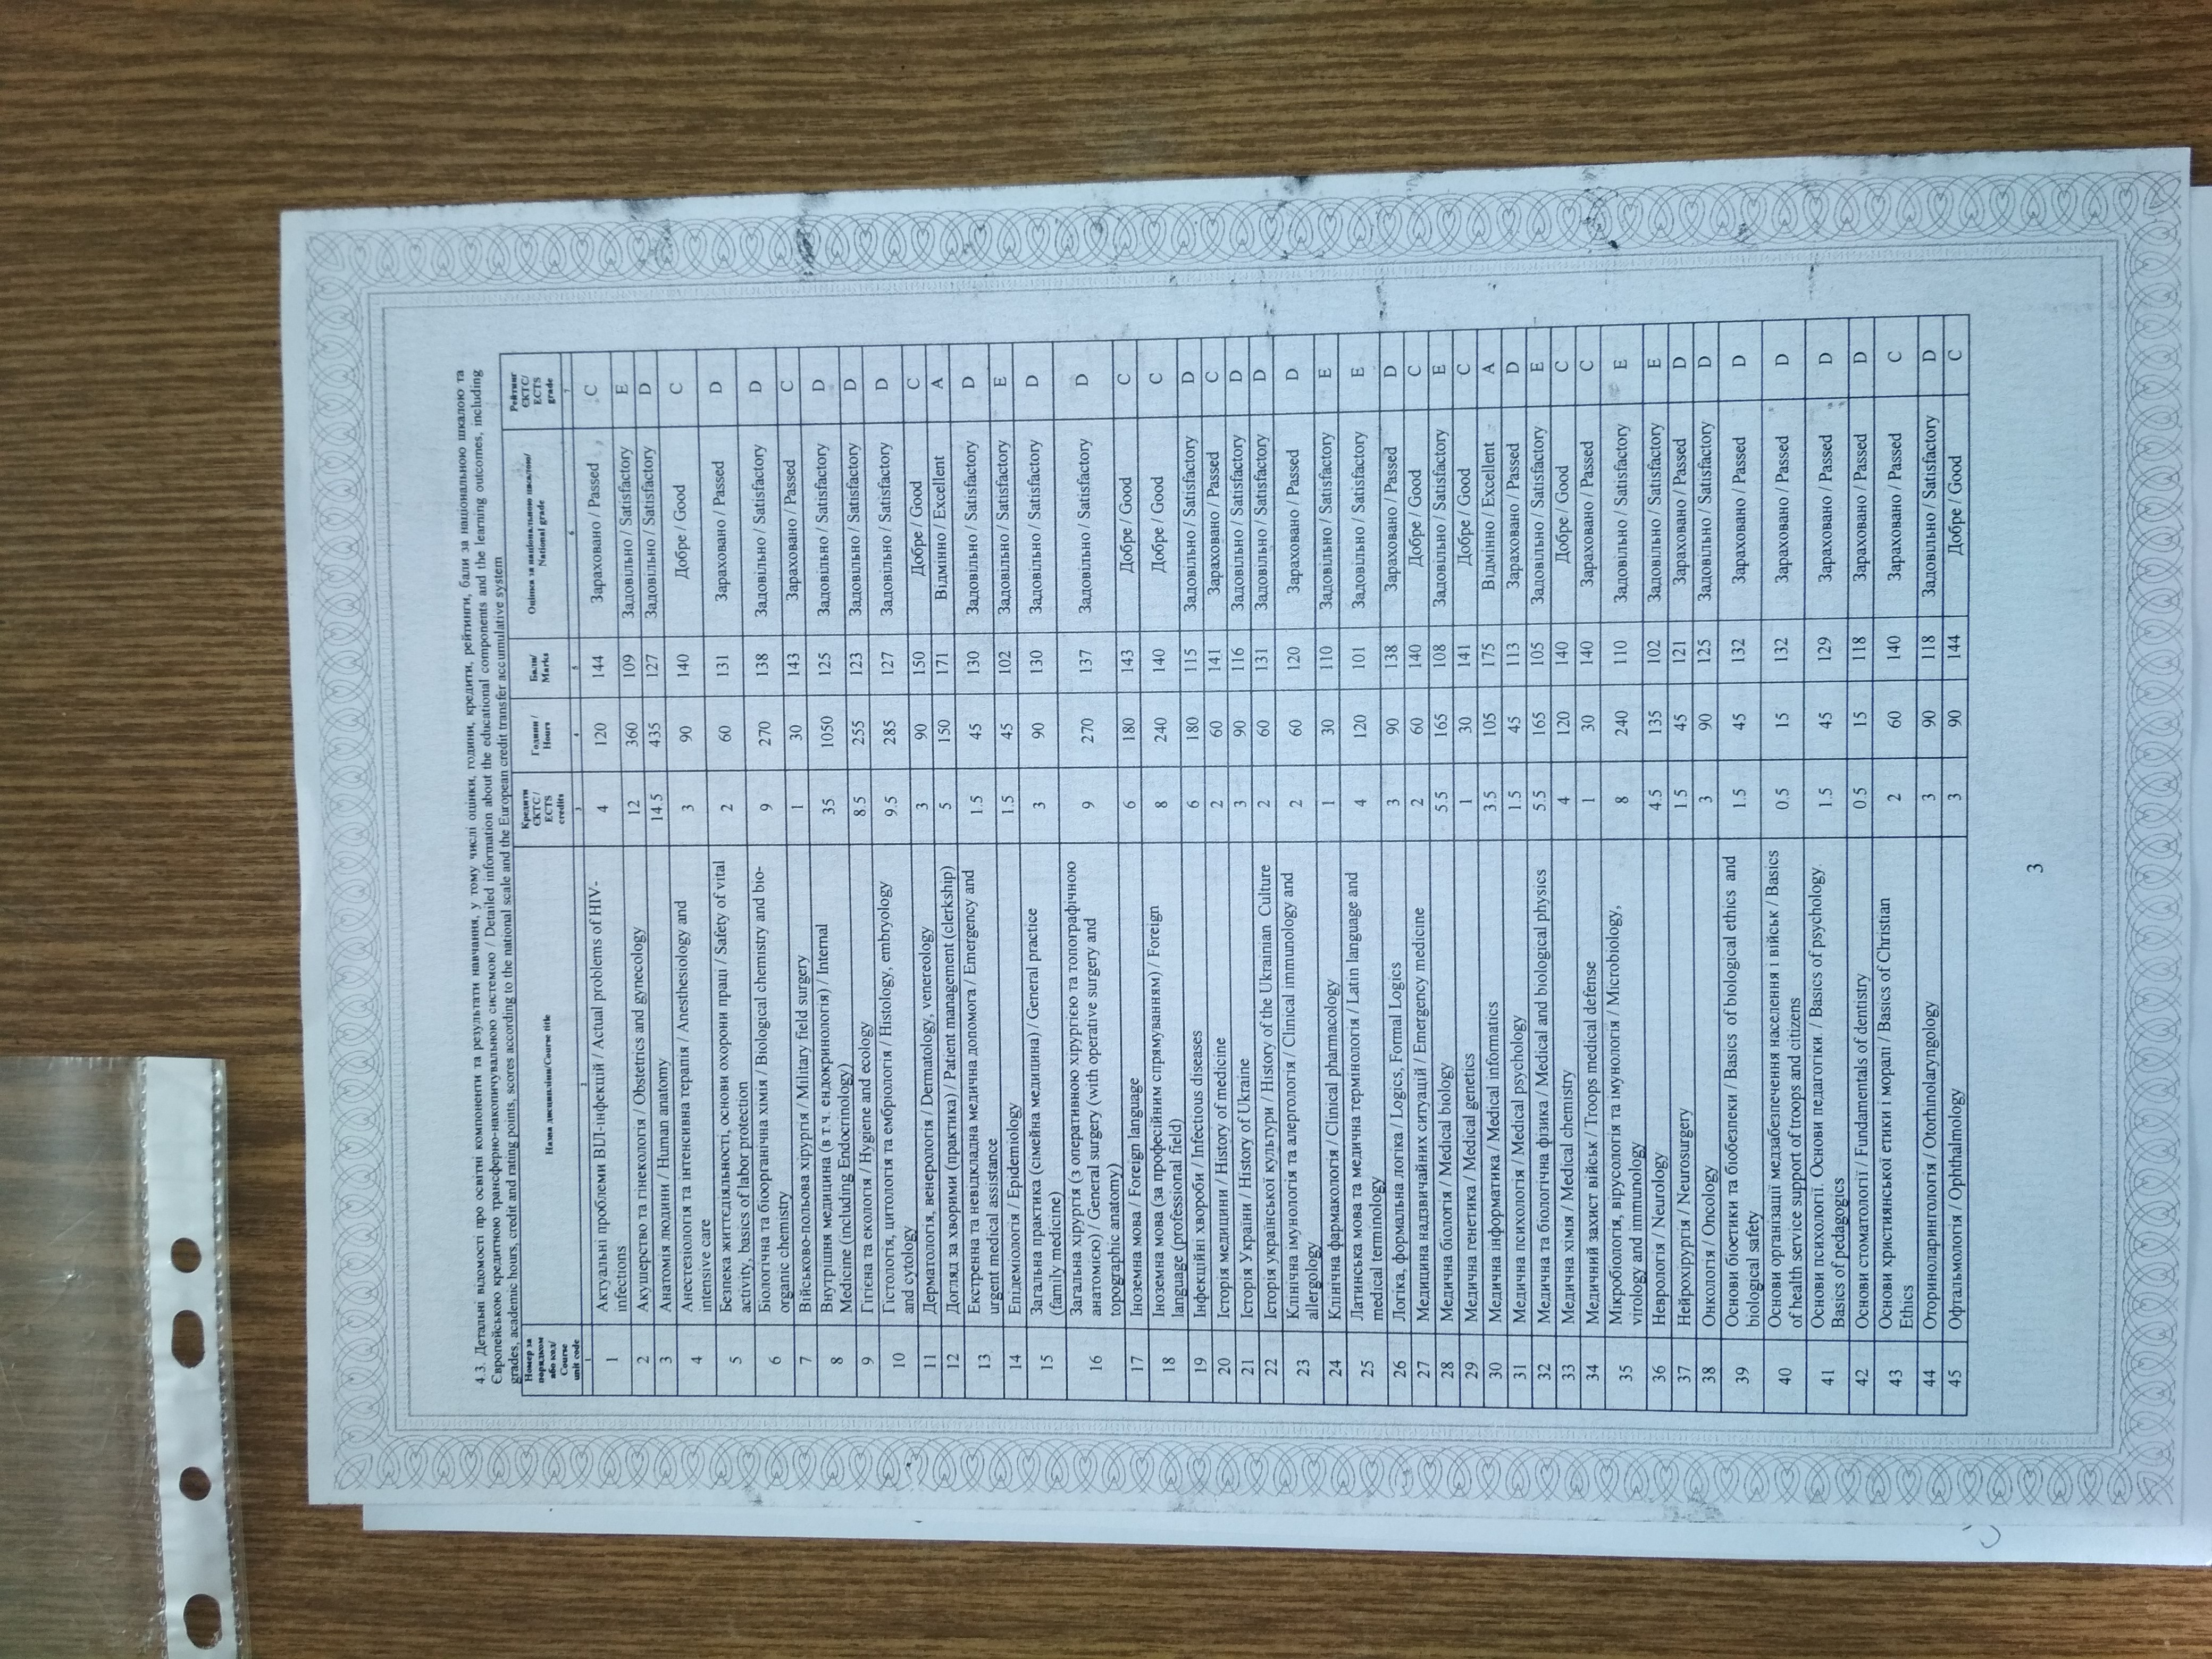 4.3. Детальні відомості про освітні компоненти та результати навчання, у тому числі оцінки, години, кредити, рейтинги, бали за національною шкалою та
Європейською кредитною трансферно-накопичувальною системою / Detailed information about the educational components and the learning outcomes, including
grades, academic hours, credit and rating points, scores according to the national scale and the European credit transfer accumulative system
Номер за порядком або код/ Course unit code | Назва дисципліни/Course title | Кредити ЄКТС/ ECTS credits | Години / Hours | Бали/ Marks | Оцінка за національною шкалою/ National grade | Рейтинг ЄКТС/ ECTS grade
1 | 2 | 3 | 4 | 5 | 6 | 7
1 | Актуальні проблеми ВІЛ-інфекцій / Actual problems of HIV-infections | 4 | 120 | 144 | Зараховано / Passed | C
2 | Акушерство та гінекологія / Obstetrics and gynecology | 12 | 360 | 109 | Задовільно / Satisfactory | E
3 | Анатомія людини / Human anatomy | 14.5 | 435 | 127 | Задовільно / Satisfactory | D
4 | Анестезіологія та інтенсивна терапія / Anesthesiology and intensive care | 3 | 90 | 140 | Добре / Good | C
5 | Безпека життєдіяльності, основи охорони праці / Safety of vital activity, basics of labor protection | 2 | 60 | 131 | Зараховано / Passed | D
6 | Біологічна та біоорганічна хімія / Biological chemistry and bio-organic chemistry | 9 | 270 | 138 | Задовільно / Satisfactory | D
7 | Військово-польова хірургія / Military field surgery | 1 | 30 | 143 | Зараховано / Passed | C
8 | Внутрішня медицина (в т.ч. ендокринологія) / Internal Medicine (including Endocrinology) | 35 | 1050 | 125 | Задовільно / Satisfactory | D
9 | Гігієна та екологія / Hygiene and ecology | 8.5 | 255 | 123 | Задовільно / Satisfactory | D
10 | Гістологія, цитологія та ембріологія / Histology, embryology and cytology | 9.5 | 285 | 127 | Задовільно / Satisfactory | D
11 | Дерматологія, венерологія / Dermatology, venereology | 3 | 90 | 150 | Добре / Good | C
12 | Догляд за хворими (практика) / Patient management (clerkship) | 5 | 150 | 171 | Відмінно / Excellent | A
13 | Екстренна та невідкладна медична допомога / Emergency and urgent medical assistance | 1.5 | 45 | 130 | Задовільно / Satisfactory | D
14 | Епідеміологія / Epidemiology | 1.5 | 45 | 102 | Задовільно / Satisfactory | E
15 | Загальна практика (сімейна медицина) / General practice (family medicine) | 3 | 90 | 130 | Задовільно / Satisfactory | D
16 | Загальна хірургія (з оперативною хірургією та топографічною анатомією) / General surgery (with operative surgery and topographic anatomy) | 9 | 270 | 137 | Задовільно / Satisfactory | D
17 | Іноземна мова / Foreign language | 6 | 180 | 143 | Добре / Good | C
18 | Іноземна мова (за професійним спрямуванням) / Foreign language (professional field) | 8 | 240 | 140 | Добре / Good | C
19 | Інфекційні хвороби / Infectious diseases | 6 | 180 | 115 | Задовільно / Satisfactory | D
20 | Історія медицини / History of medicine | 2 | 60 | 141 | Зараховано / Passed | C
21 | Історія України / History of Ukraine | 3 | 90 | 116 | Задовільно / Satisfactory | D
22 | Історія української культури / History of the Ukrainian Culture | 2 | 60 | 131 | Задовільно / Satisfactory | D
23 | Клінічна імунологія та алергологія / Clinical immunology and allergology | 2 | 60 | 120 | Зараховано / Passed | D
24 | Клінічна фармакологія / Clinical pharmacology | 1 | 30 | 110 | Задовільно / Satisfactory | E
25 | Латинська мова та медична термінологія / Latin language and medical terminology | 4 | 120 | 101 | Задовільно / Satisfactory | E
26 | Логіка, формальна логіка / Logics, Formal Logics | 3 | 90 | 138 | Зараховано / Passed | D
27 | Медицина надзвичайних ситуацій / Emergency medicine | 2 | 60 | 140 | Добре / Good | C
28 | Медична біологія / Medical biology | 5.5 | 165 | 108 | Задовільно / Satisfactory | E
29 | Медична генетика / Medical genetics | 1 | 30 | 141 | Добре / Good | C
30 | Медична інформатика / Medical informatics | 3.5 | 105 | 175 | Відмінно / Excellent | A
31 | Медична психологія / Medical psychology | 1.5 | 45 | 113 | Зараховано / Passed | D
32 | Медична та біологічна фізика / Medical and biological physics | 5.5 | 165 | 105 | Задовільно / Satisfactory | E
33 | Медична хімія / Medical chemistry | 4 | 120 | 140 | Добре / Good | C
34 | Медичний захист військ / Troops medical defense | 1 | 30 | 140 | Зараховано / Passed | C
35 | Мікробіологія, вірусологія та імунологія / Microbiology, virology and immunology | 8 | 240 | 110 | Задовільно / Satisfactory | E
36 | Неврологія / Neurology | 4.5 | 135 | 102 | Задовільно / Satisfactory | E
37 | Нейрохірургія / Neurosurgery | 1.5 | 45 | 121 | Зараховано / Passed | D
38 | Онкологія / Oncology | 3 | 90 | 125 | Задовільно / Satisfactory | D
39 | Основи біоетики та біобезпеки / Basics of biological ethics and biological safety | 1.5 | 45 | 132 | Зараховано / Passed | D
40 | Основи організації медзабезпечення населення і військ / Basics of health service support of troops and citizens | 0.5 | 15 | 132 | Зараховано / Passed | D
41 | Основи психології. Основи педагогіки. / Basics of psychology. Basics of pedagogics | 1.5 | 45 | 129 | Зараховано / Passed | D
42 | Основи стоматології / Fundamentals of dentistry | 0.5 | 15 | 118 | Зараховано / Passed | D
43 | Основи християнської етики і моралі / Basics of Christian Ethics | 2 | 60 | 140 | Зараховано / Passed | C
44 | Оториноларингологія / Otorhinolaryngology | 3 | 90 | 118 | Задовільно / Satisfactory | D
45 | Офтальмологія / Ophthalmology | 3 | 90 | 144 | Добре / Good | C
3